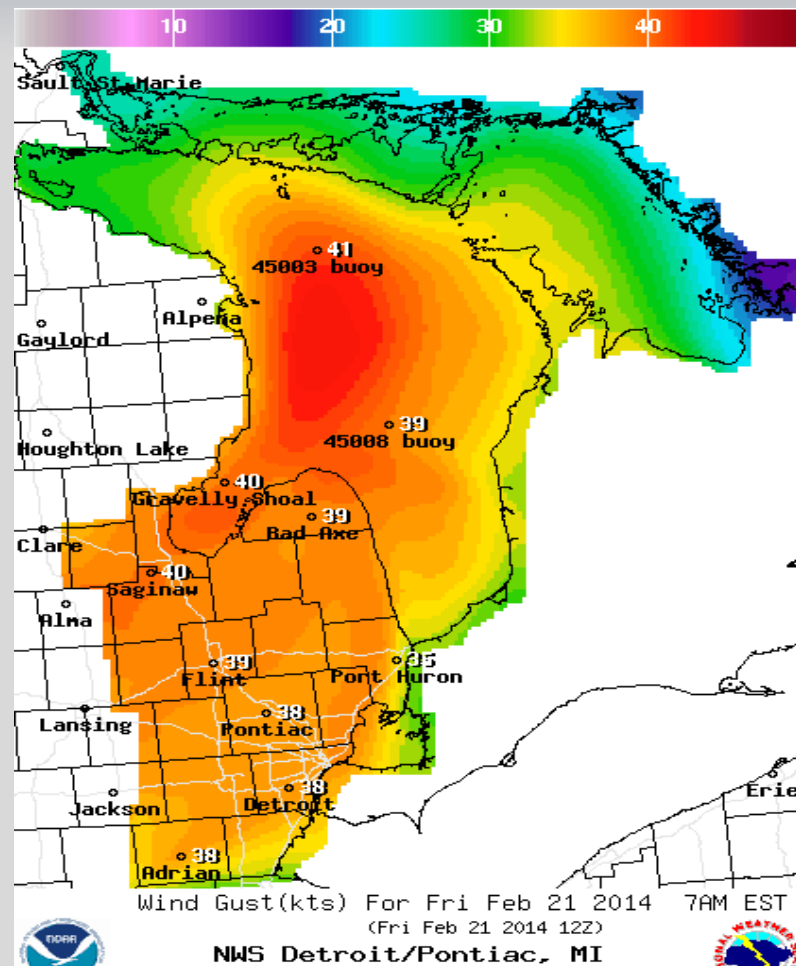 10 20 30 40
Sault St Marie
41
45003 buoy
Alpena
Gaylord
39
45008 buoy
Houghton Lake
40
Gravelly Shoal
39
Bad Axe
Clare
40
Saginaw
Alma
39
Flint
35
Port Huron
38
Pontiac
Lansing
38
Detroit
Erie
Jackson
38
Adrian
Wind Gust(kts) For Fri Feb 21 2014 7AM EST
(Fri Feb 21 2014 12Z)
NWS Detroit/Pontiac, MI
NOAA